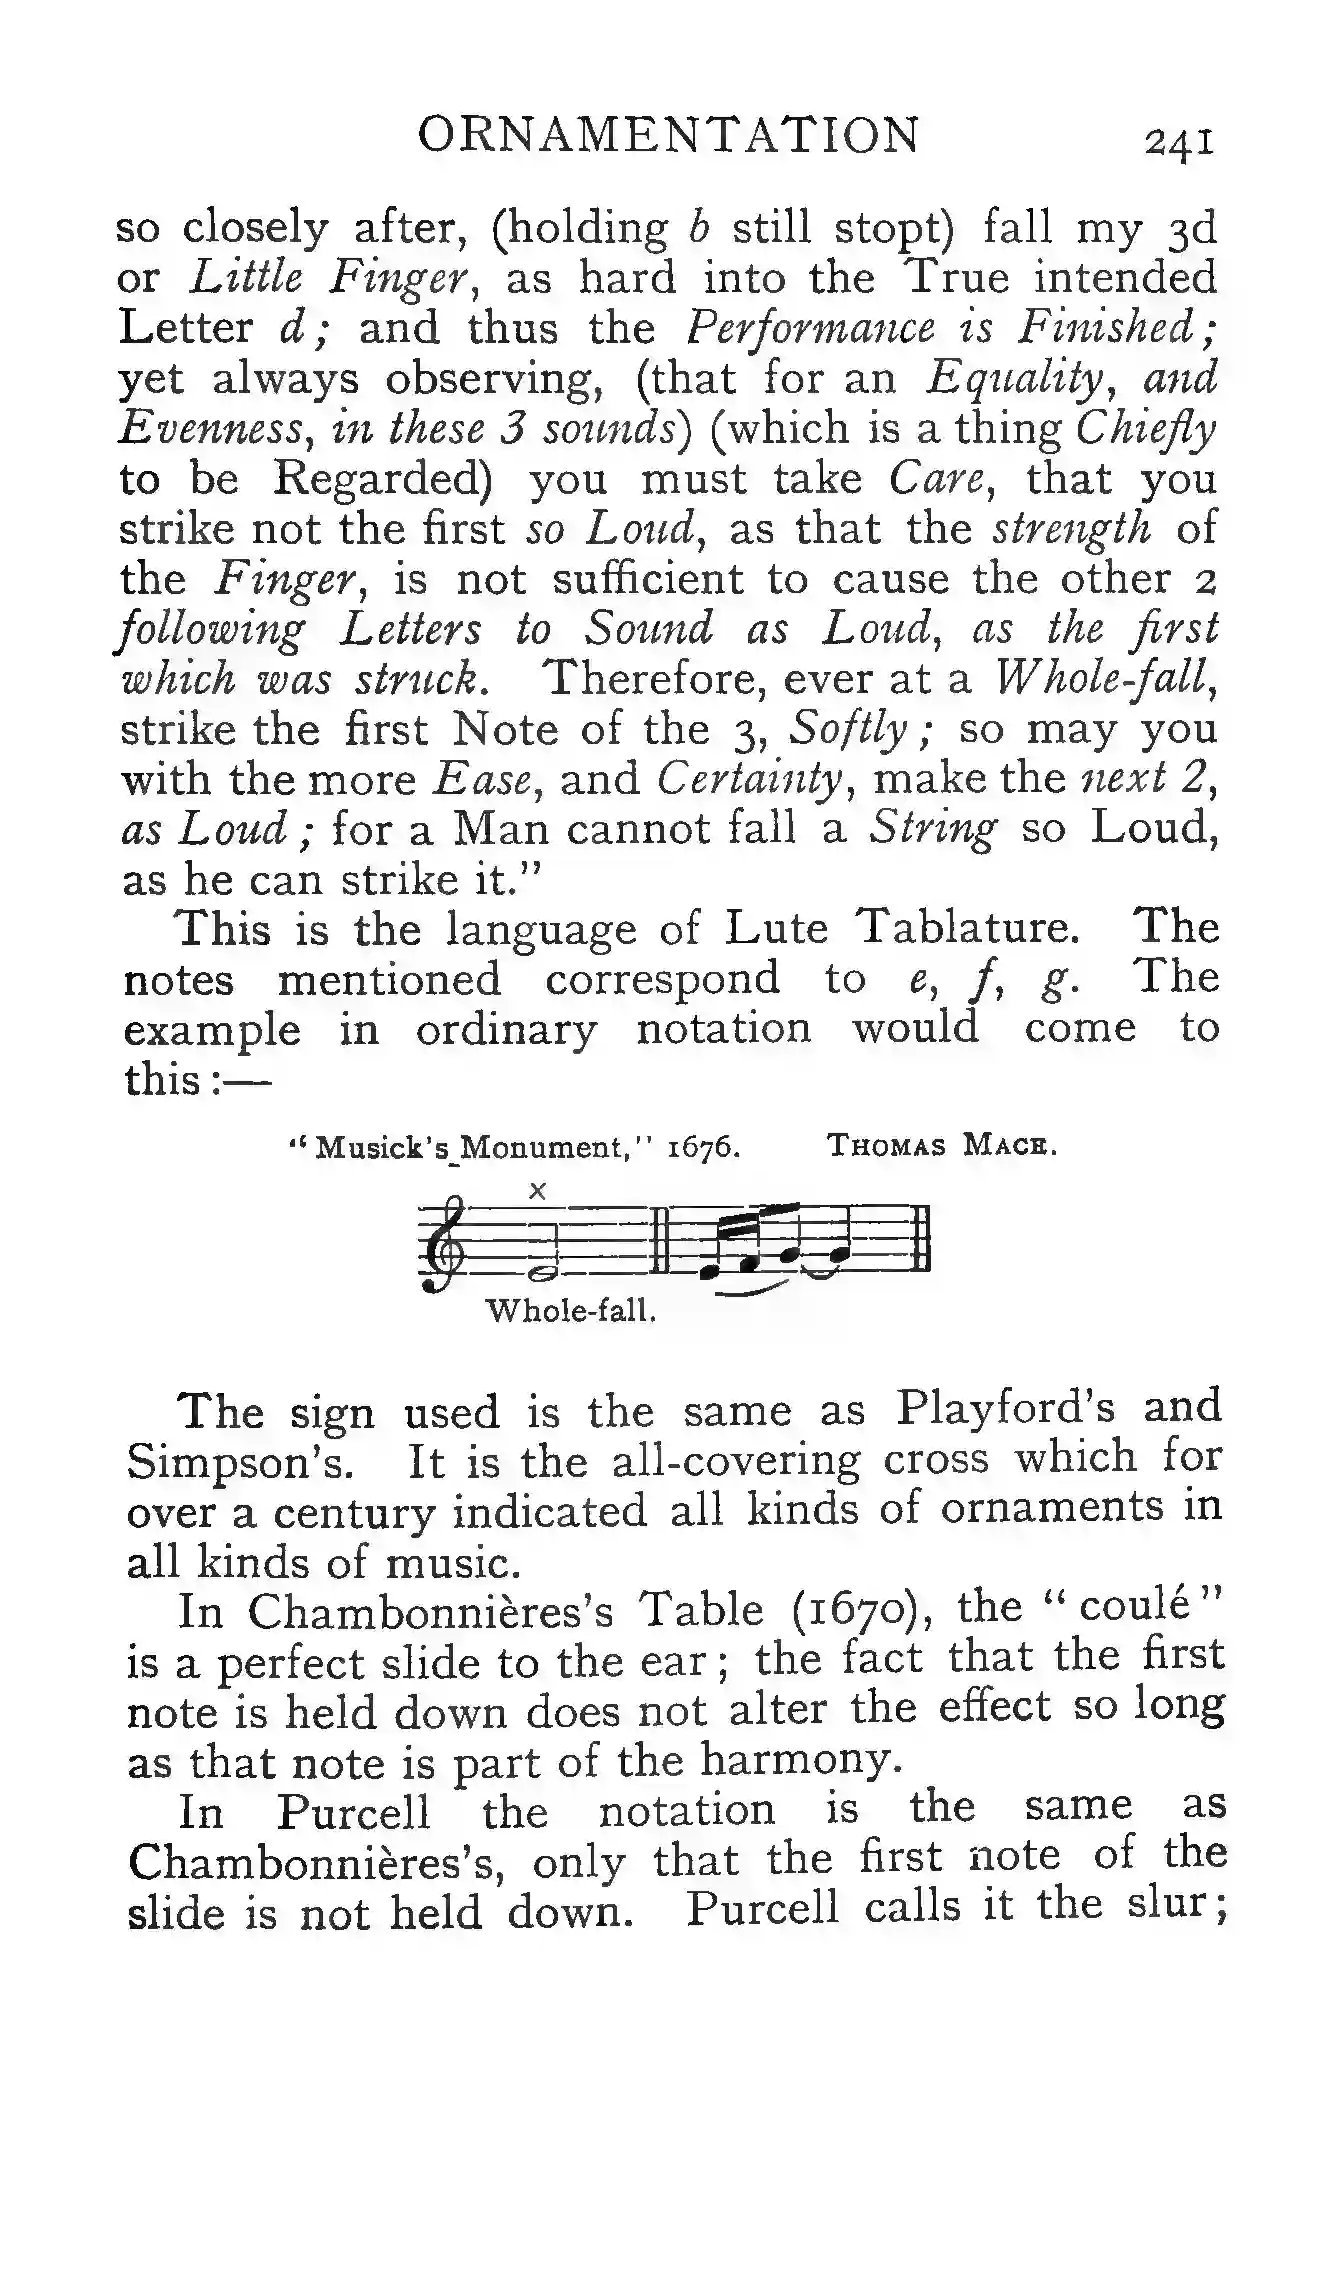 ORNAMENTATION 241
so closely after, (holding b still stopt) fall my 3d
or Little Finger, as hard into the True intended
Letter d; and thus the Performance is Finished;
yet always observing, (that for an Equality, and
Evenness, in these 3 sounds) (which is a thing Chiefly
to be Regarded) you must take Care, that you
strike not the first so Loud, as that the strength of
the Finger, is not sufficient to cause the other 2
following Letters to Sound as Loud, as the first
which was struck. Therefore, ever at a Whole-fall,
strike the first Note of the 3, Softly; so may you
with the more Ease, and Certainty, make the next 2,
as Loud; for a Man cannot fall a String so Loud,
as he can strike it.”
This is the language of Lute Tablature. The
notes mentioned correspond to e, f, g. The
example in ordinary notation would come to
this:—
“Musick’s Monument,” 1676. THOMAS MACE.
x
Whole-fall.
The sign used is the same as Playford’s and
Simpson’s. It is the all-covering cross which for
over a century indicated all kinds of ornaments in
all kinds of music.
In Chambonnières’s Table (1670), the “coulé”
is a perfect slide to the ear; the fact that the first
note is held down does not alter the effect so long
as that note is part of the harmony.
In Purcell the notation is the same as
Chambonnières’s, only that the first note of the
slide is not held down. Purcell calls it the slur;